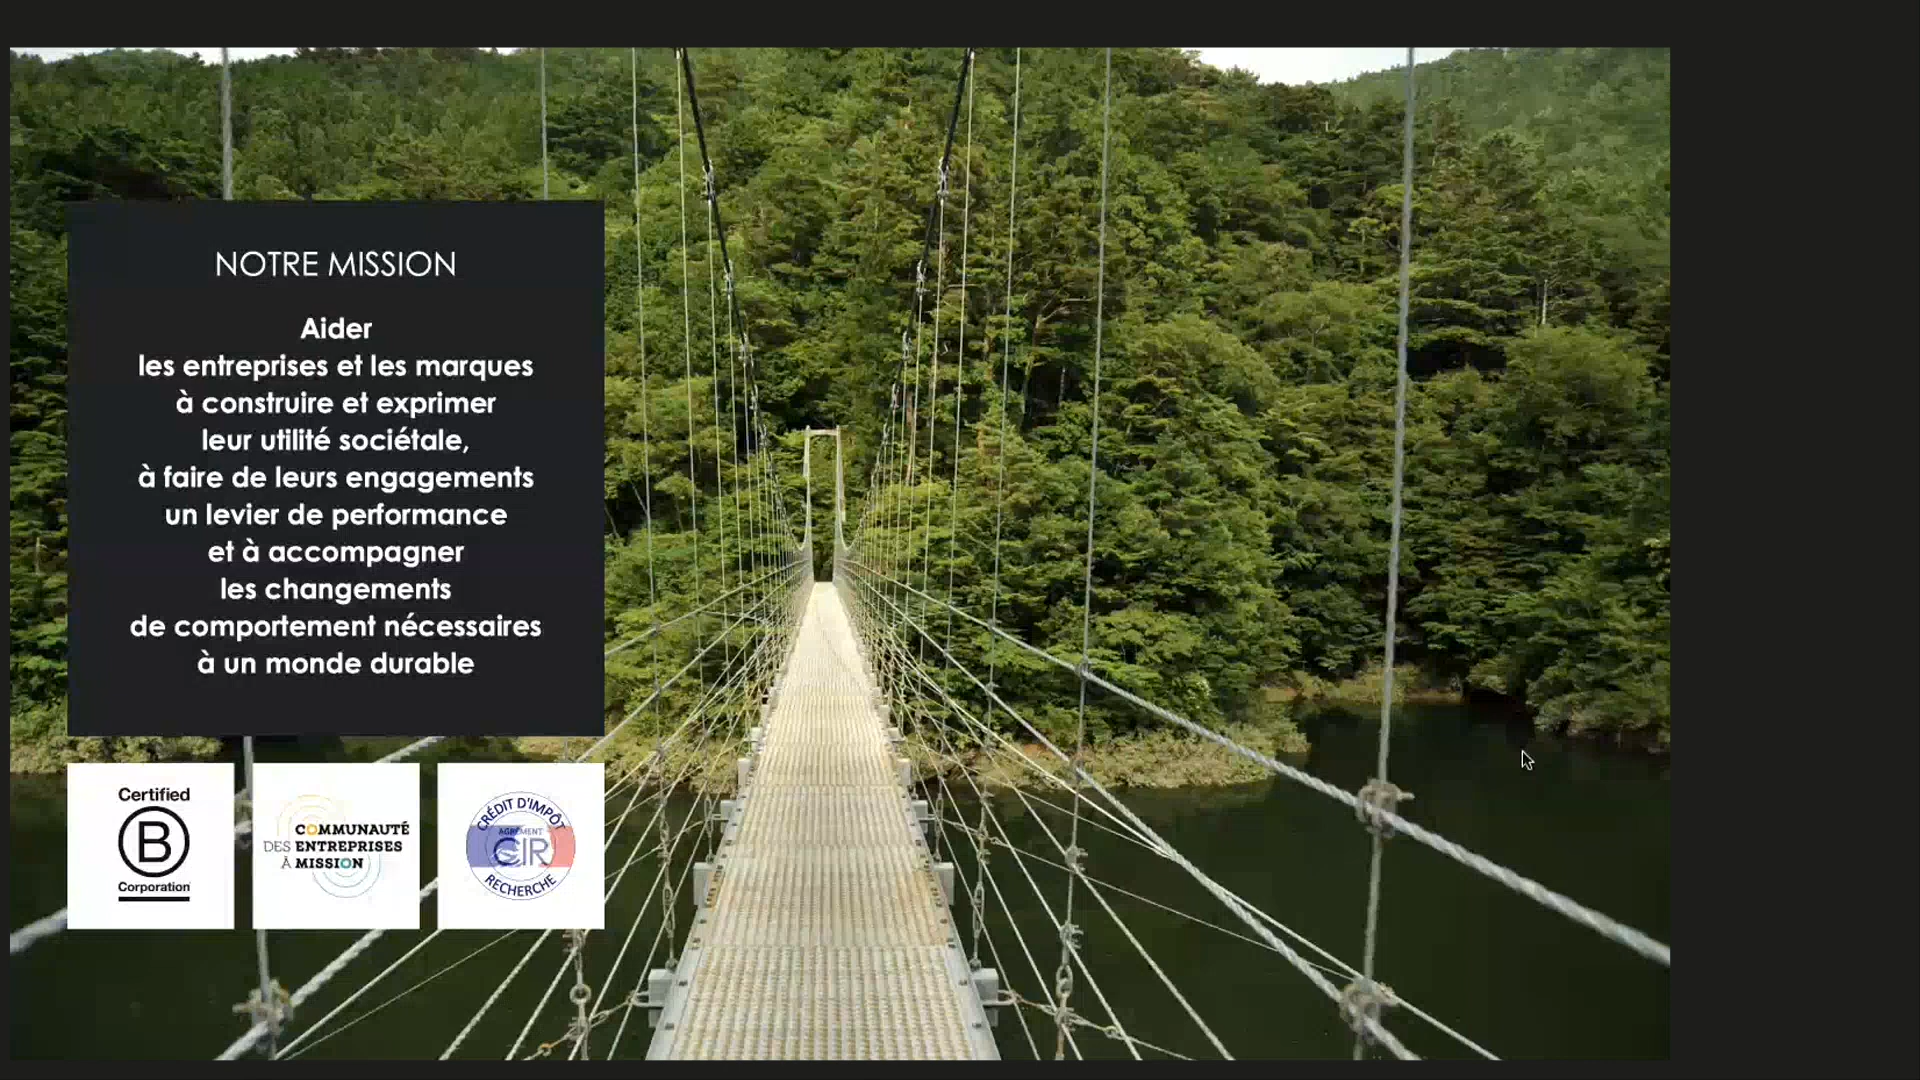 NOTRE MISSION
Aider
les entreprises et les marques
à construire et exprimer
leur utilité sociétale,
à faire de leurs engagements
un levier de performance
et à accompagner
les changements
de comportement nécessaires
à un monde durable
Certified
B
Corporation
COMMUNAUTÉ
DES ENTREPRISES
À MISSION
CRÉDIT D'IMPÔT
AGRÉMENT
CIR
RECHERCHE